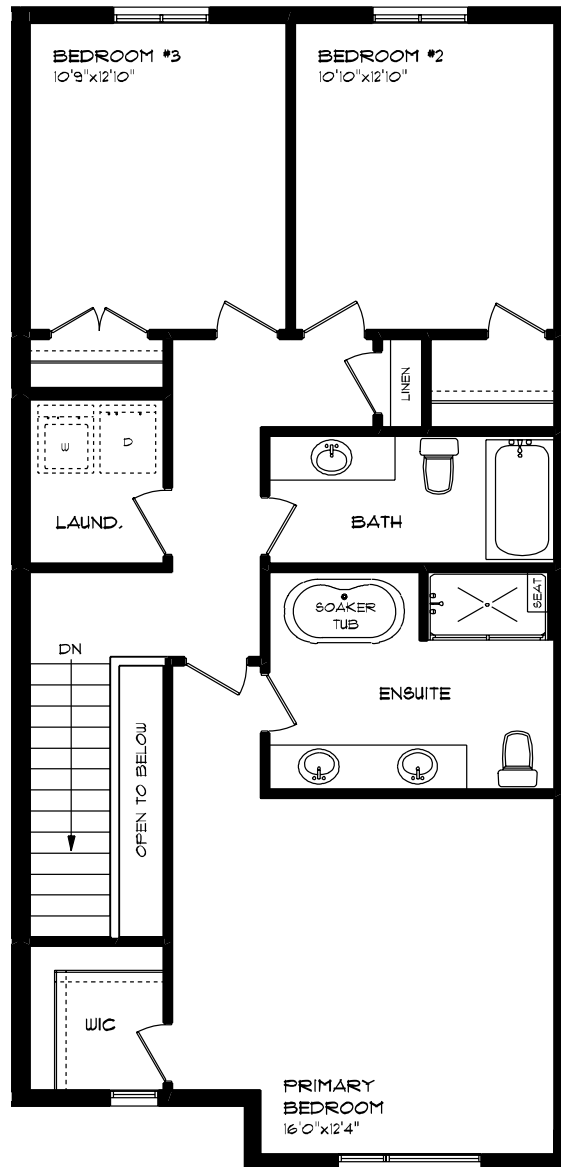 BEDROOM #3
10'9"x12'10"
BEDROOM #2
10'10"x12'10"
LINEN
W
D
LAUND.
BATH
SOAKER
TUB
SEAT
DN
ENSUITE
OPEN TO BELOW
WIC
PRIMARY
BEDROOM
16'0"x12'4"